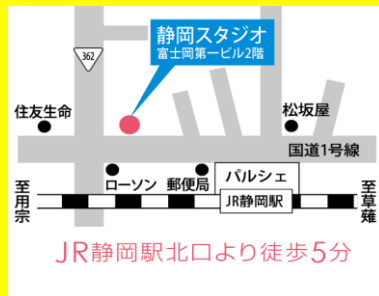 静岡スタジオ
富士岡第一ビル2階
362
住友生命
松坂屋
国道1号線
ローソン
郵便局
パルシェ
JR静岡駅
至用宗
至草薙
JR静岡駅北口より徒歩5分